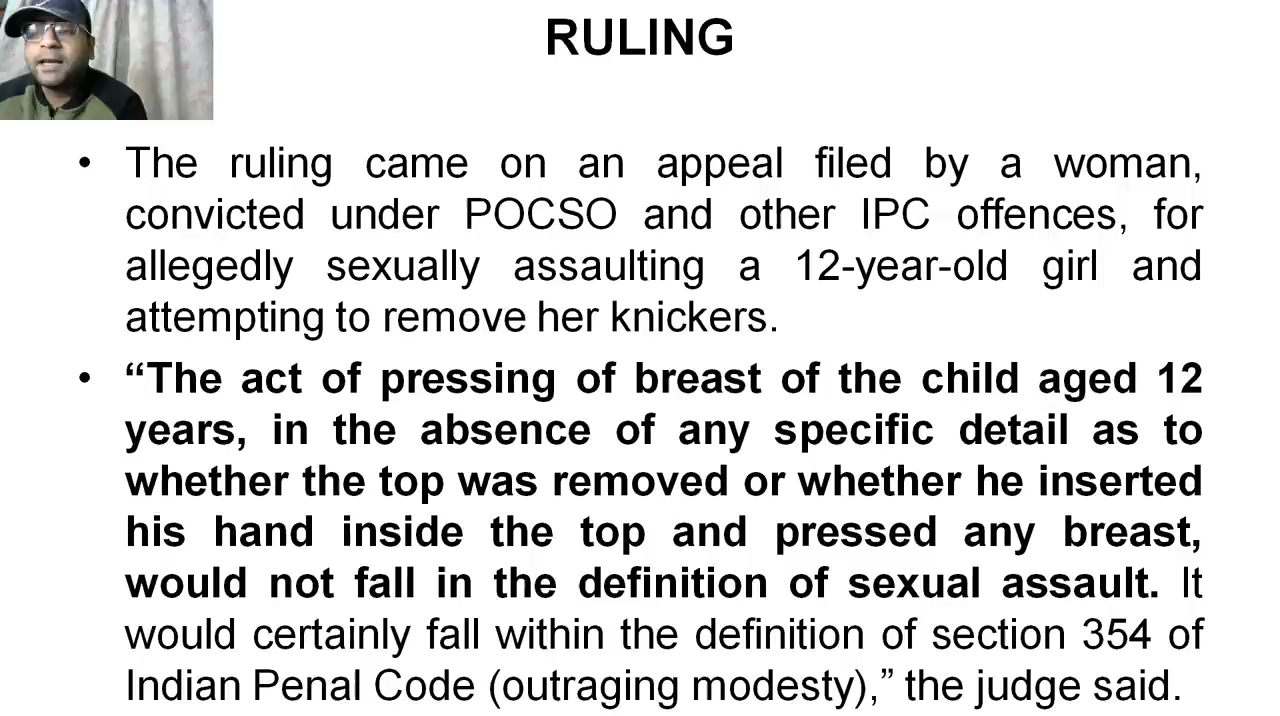 RULING
• The ruling came on an appeal filed by a woman,
convicted under POCSO and other IPC offences, for
allegedly sexually assaulting a 12-year-old girl and
attempting to remove her knickers.
• “The act of pressing of breast of the child aged 12
years, in the absence of any specific detail as to
whether the top was removed or whether he inserted
his hand inside the top and pressed any breast,
would not fall in the definition of sexual assault. It
would certainly fall within the definition of section 354 of
Indian Penal Code (outraging modesty),” the judge said.